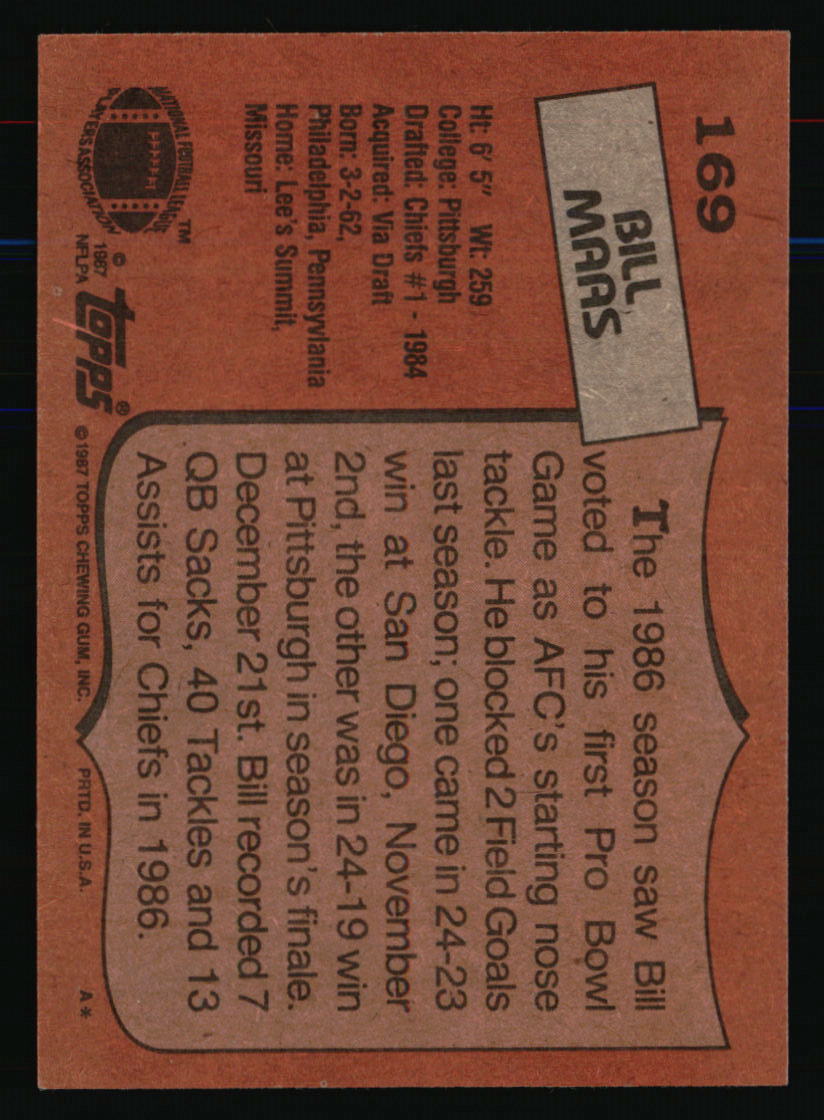 169
BILL
MAAS
Ht: 6' 5" Wt: 259
College: Pittsburgh
Drafted: Chiefs #1 - 1984
Acquired: Via Draft
Born: 3-2-62,
Philadelphia, Pennsylvania
Home: Lee's Summit,
Missouri
NATIONAL FOOTBALL LEAGUE
PLAYERS ASSOCIATION
TM
©
1987
NFLPA
topps®
The 1986 season saw Bill
voted to his first Pro Bowl
Game as AFC's starting nose
tackle. He blocked 2 Field Goals
last season; one came in 24-23
win at San Diego, November
2nd, the other was in 24-19 win
at Pittsburgh in season's finale.
December 21st. Bill recorded 7
QB Sacks, 40 Tackles and 13
Assists for Chiefs in 1986.
© 1987 TOPPS CHEWING GUM, INC. PRTD. IN U.S.A. A*